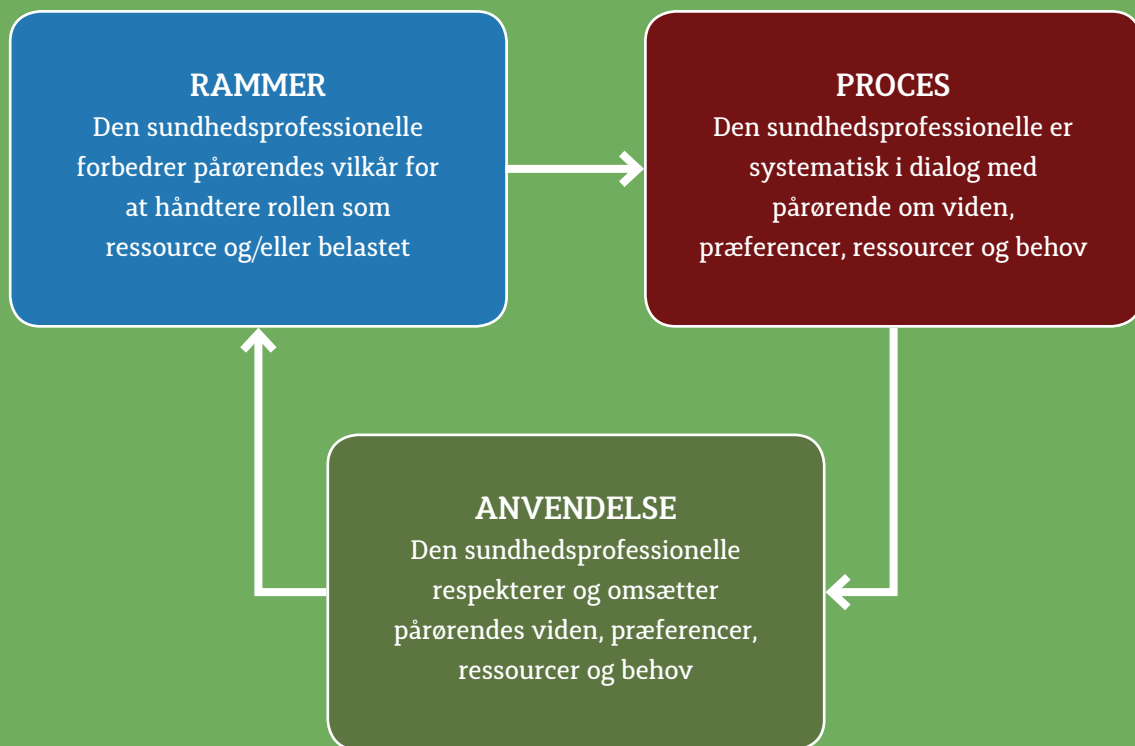 RAMMER
Den sundhedsprofessionelle
forbedrer pårørendes vilkår for
at håndtere rollen som
ressource og/eller belastet
PROCES
Den sundhedsprofessionelle er
systematisk i dialog med
pårørende om viden,
præferencer, ressourcer og behov
ANVENDELSE
Den sundhedsprofessionelle
respekterer og omsætter
pårørendes viden, præferencer,
ressourcer og behov